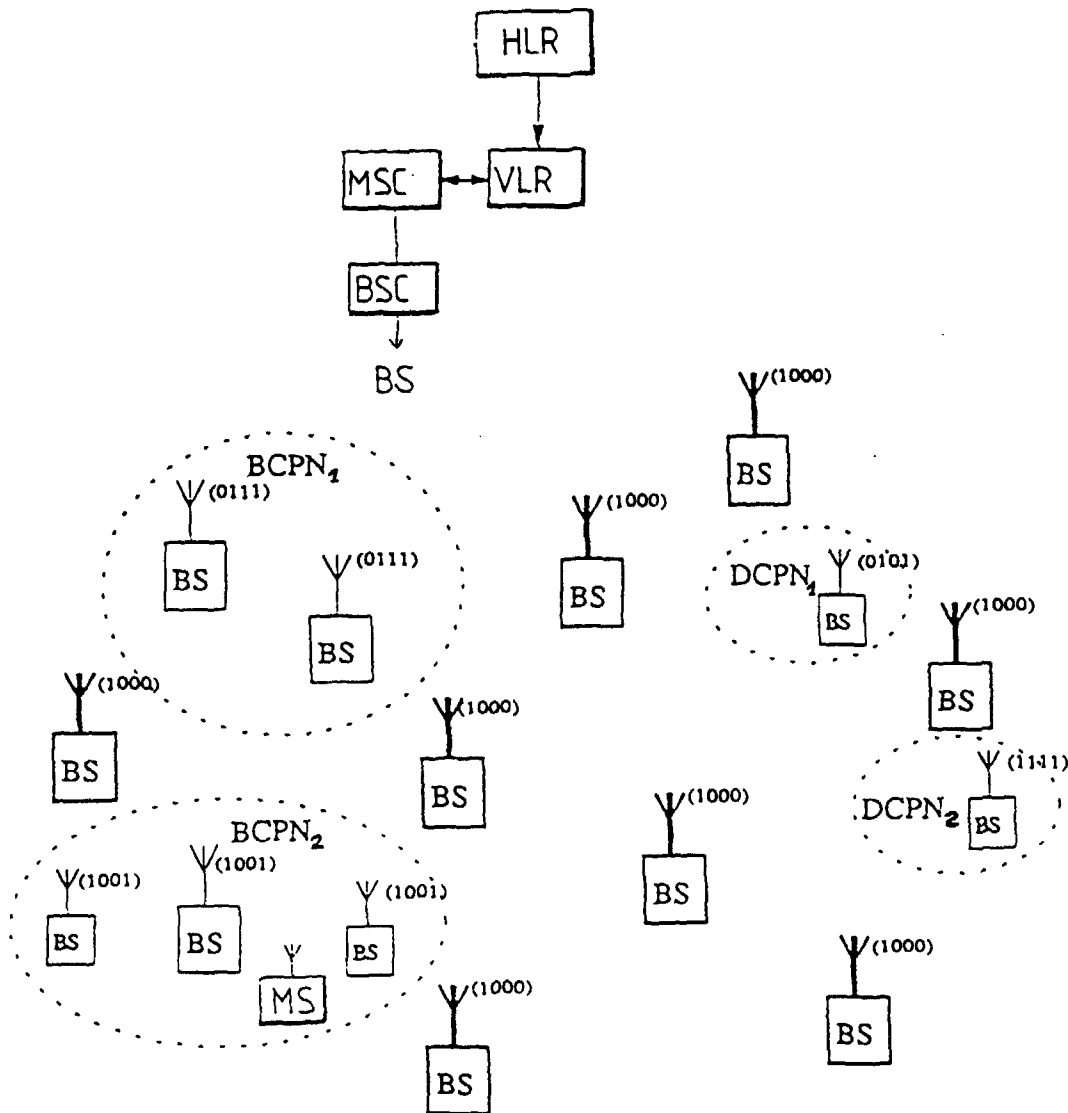 HLR
MSC
VLR
BSC
BS
(1000)
BS
BCPN1
(0111)
BS
(1000)
BS
(0111)
BS
DCPN1
(0101)
BS
(1000)
BS
(1000)
BS
(1000)
BS
(1111)
DCPN2
BS
(1000)
BS
BCPN2
(1001)
BS
(1001)
BS
(1001)
BS
MS
(1000)
BS
(1000)
BS